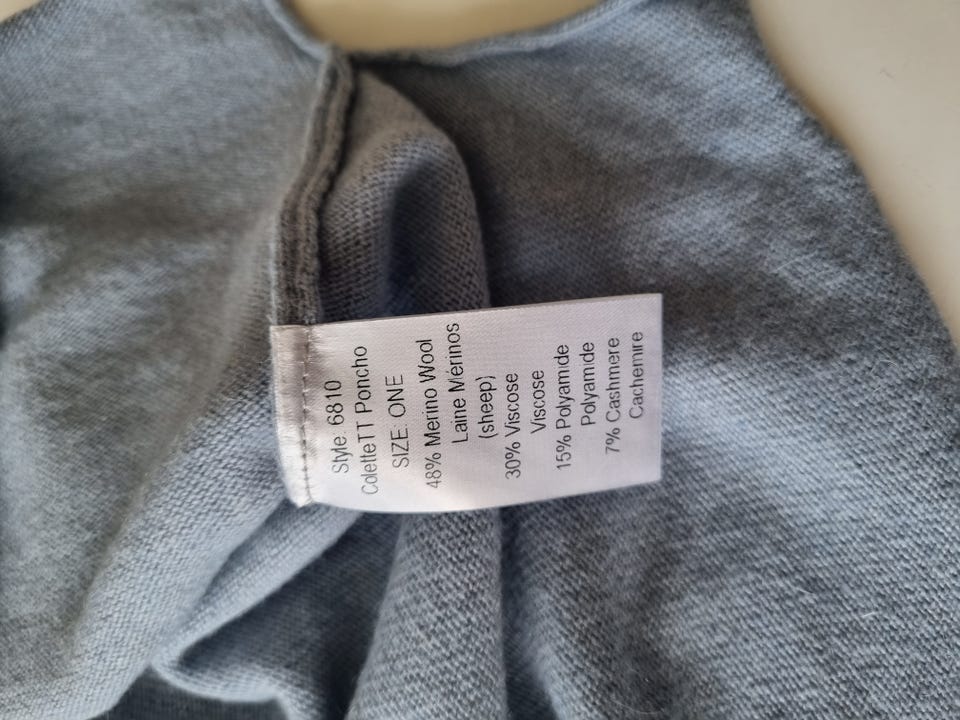 Style. 6810
ColetteTT Poncho
SIZE. ONE
48% Merino Wool
Laine Mérinos
(sheep)
30% Viscose
Viscose
15% Polyamide
Polyamide
7% Cashmere
Cachemire